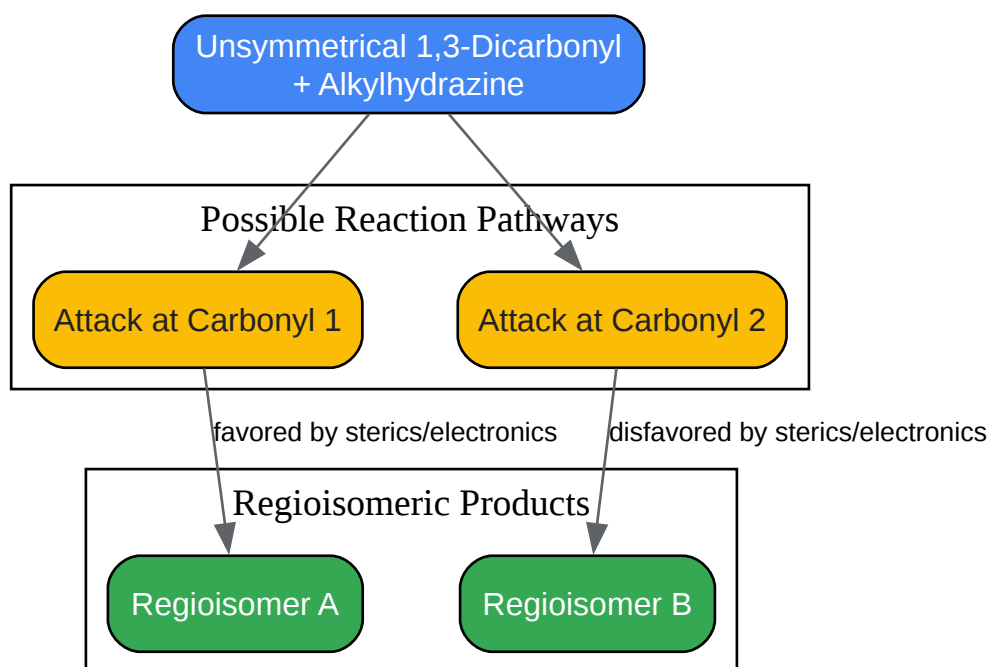 Unsymmetrical 1,3-Dicarbonyl
+ Alkylhydrazine
Possible Reaction Pathways
Attack at Carbonyl 1
Attack at Carbonyl 2
favored by sterics/electronics
disfavored by sterics/electronics
Regioisomeric Products
Regioisomer A
Regioisomer B